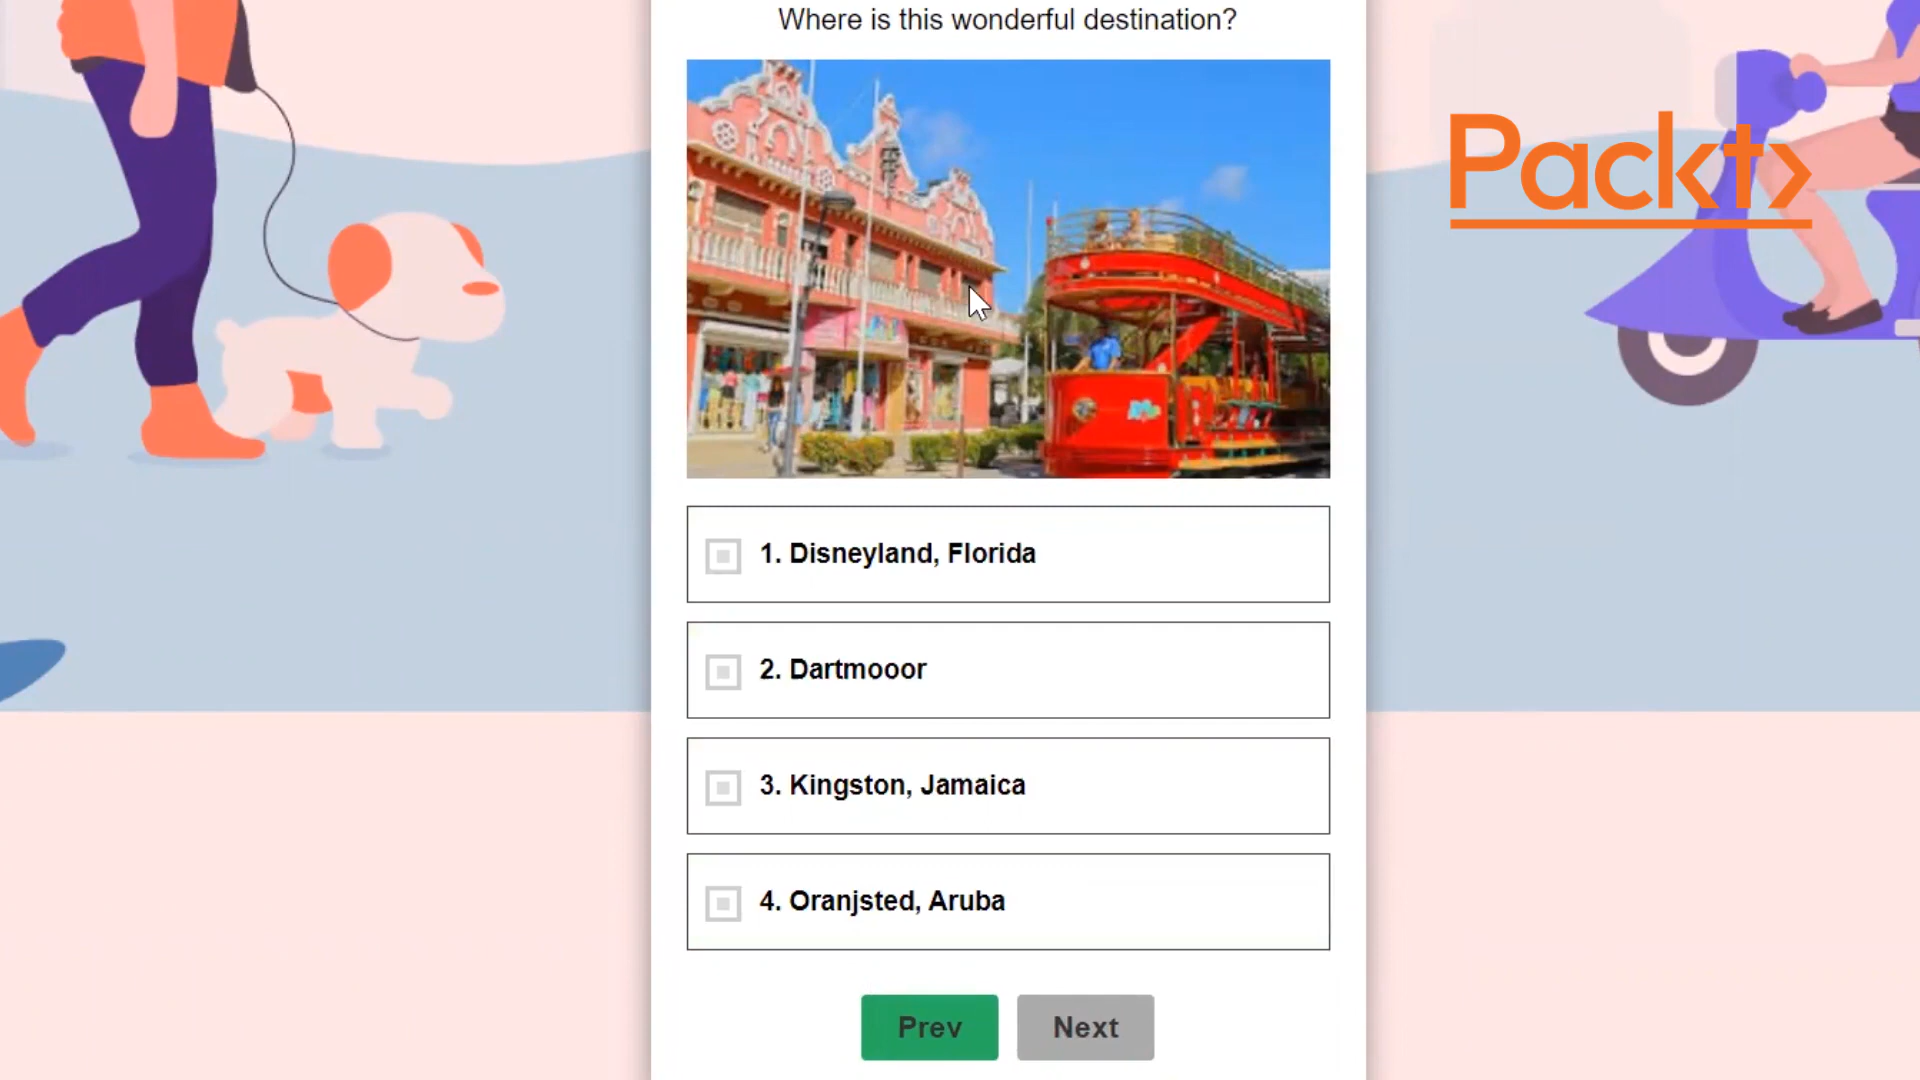 Where is this wonderful destination?
Packt
1. Disneyland, Florida
2. Dartmooor
3. Kingston, Jamaica
4. Oranjsted, Aruba
Prev
Next